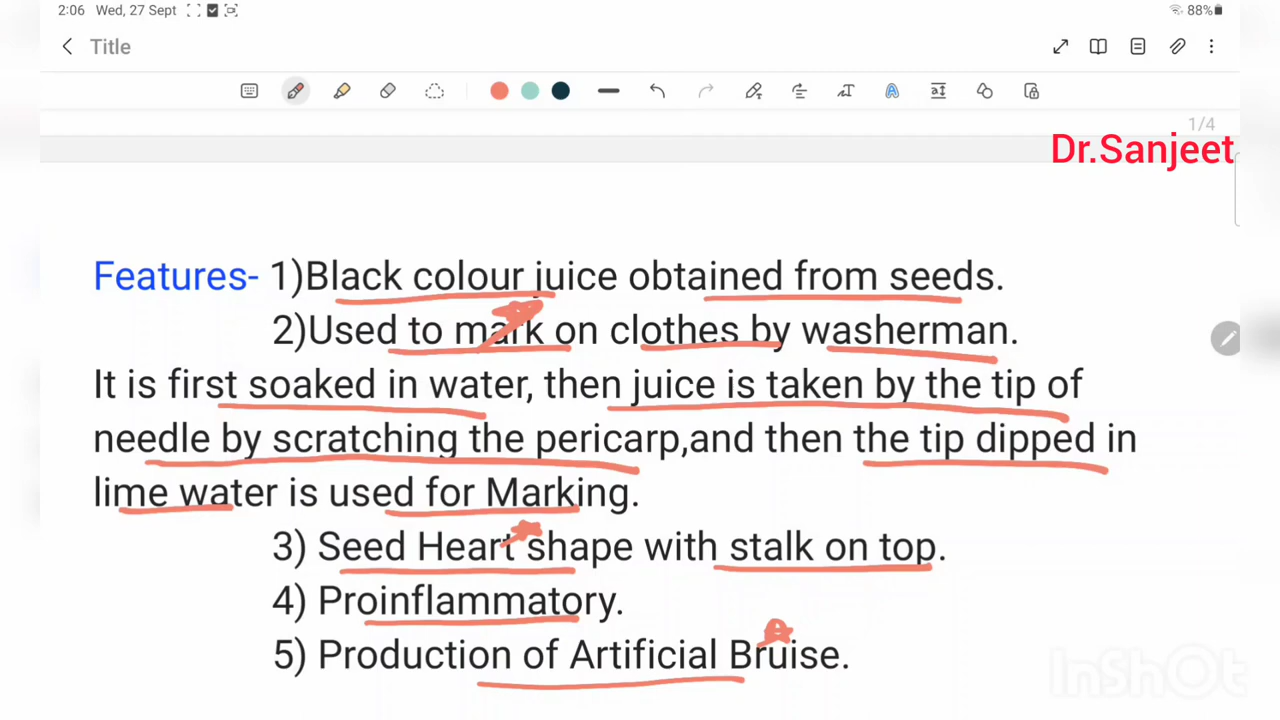 2:06 Wed, 27 Sept 88%
Title
1/4
Dr.Sanjeet
Features- 1)Black colour juice obtained from seeds.
2)Used to mark on clothes by washerman.
It is first soaked in water, then juice is taken by the tip of
needle by scratching the pericarp,and then the tip dipped in
lime water is used for Marking.
3) Seed Heart shape with stalk on top.
4) Proinflammatory.
5) Production of Artificial Bruise.
InShOt